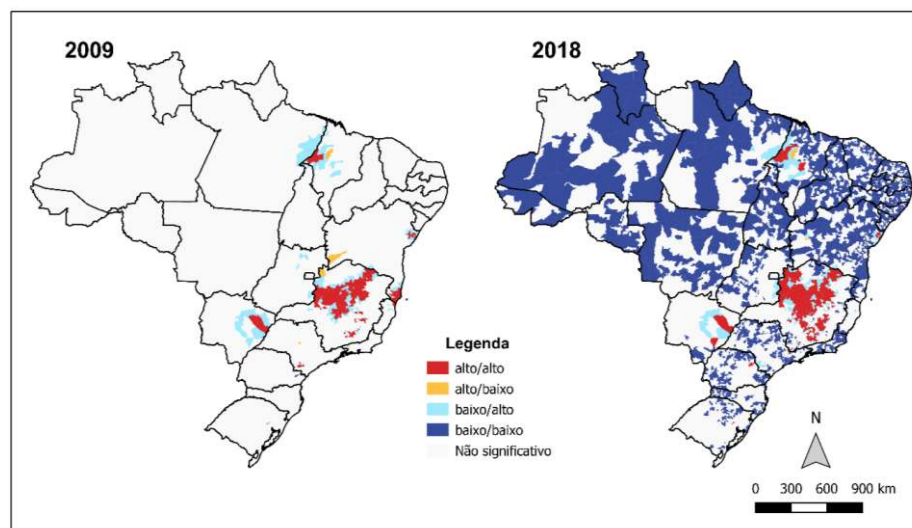 2009
2018
Legenda
alto/alto
alto/baixo
baixo/alto
baixo/baixo
Não significativo
N
0 300 600 900 km